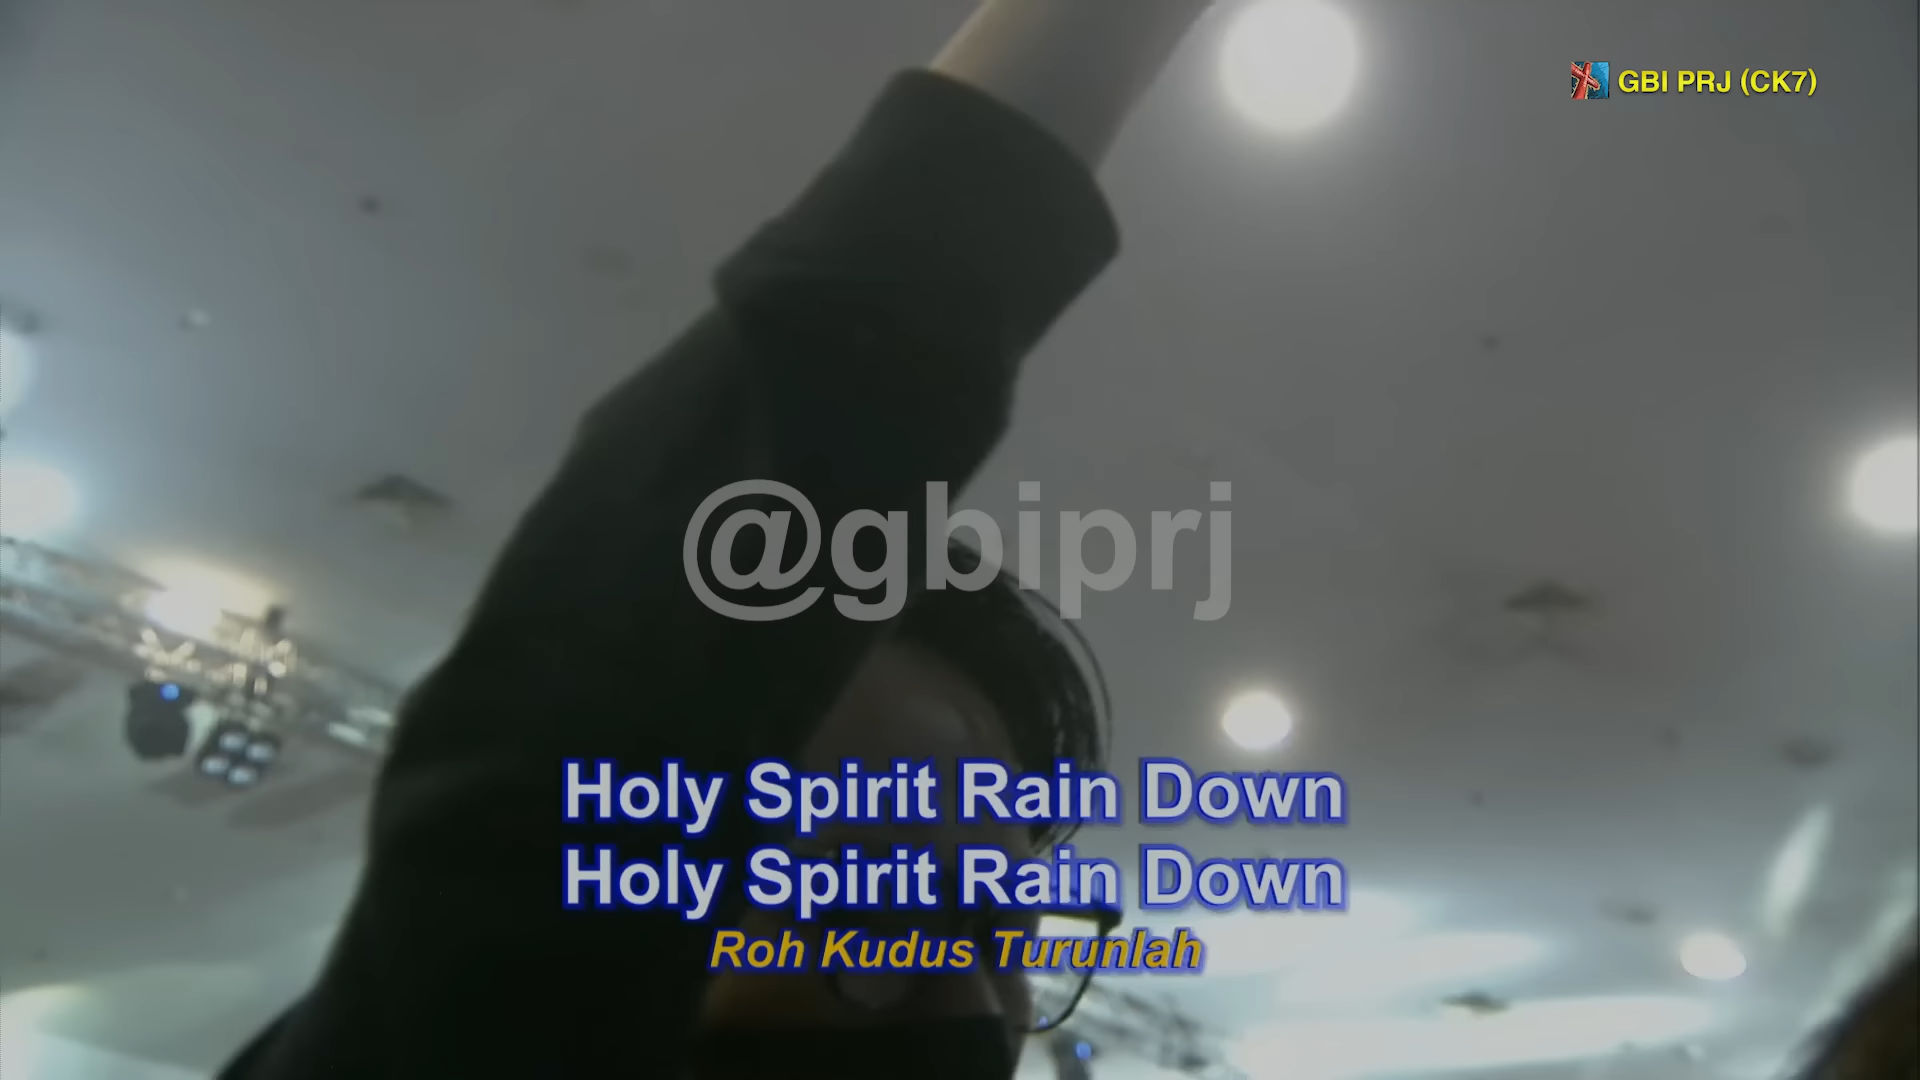 GBI PRJ (CK7)
@gbiprj
Holy Spirit Rain Down
Holy Spirit Rain Down
Roh Kudus Turunlah